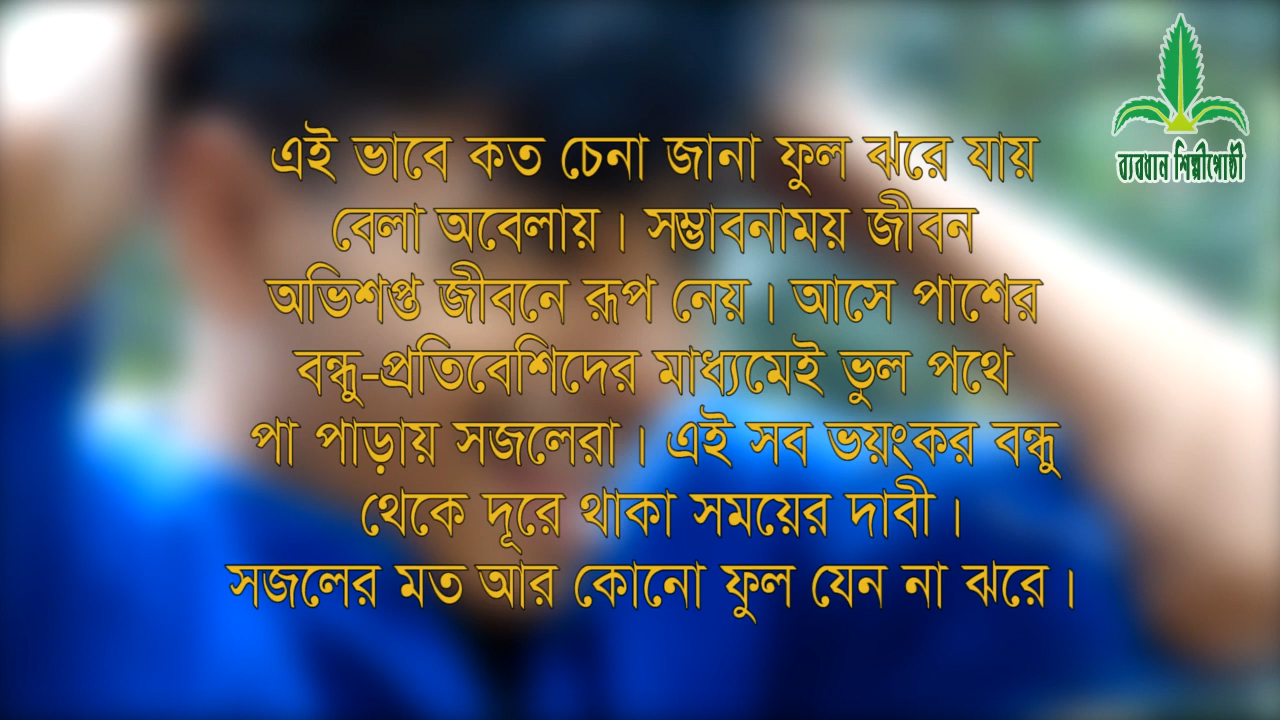 এই ভাবে কত চেনা জানা ফুল ঝরে যায়
বেলা অবেলায়। সম্ভাবনাময় জীবন
অভিশপ্ত জীবনে রূপ নেয়। আসে পাশের
বন্ধু-প্রতিবেশিদের মাধ্যমেই ভুল পথে
পা পাড়ায় সজলেরা। এই সব ভয়ংকর বন্ধু
থেকে দূরে থাকা সময়ের দাবী।
সজলের মত আর কোনো ফুল যেন না ঝরে।
ব্যবধান শিল্পীগোষ্ঠী